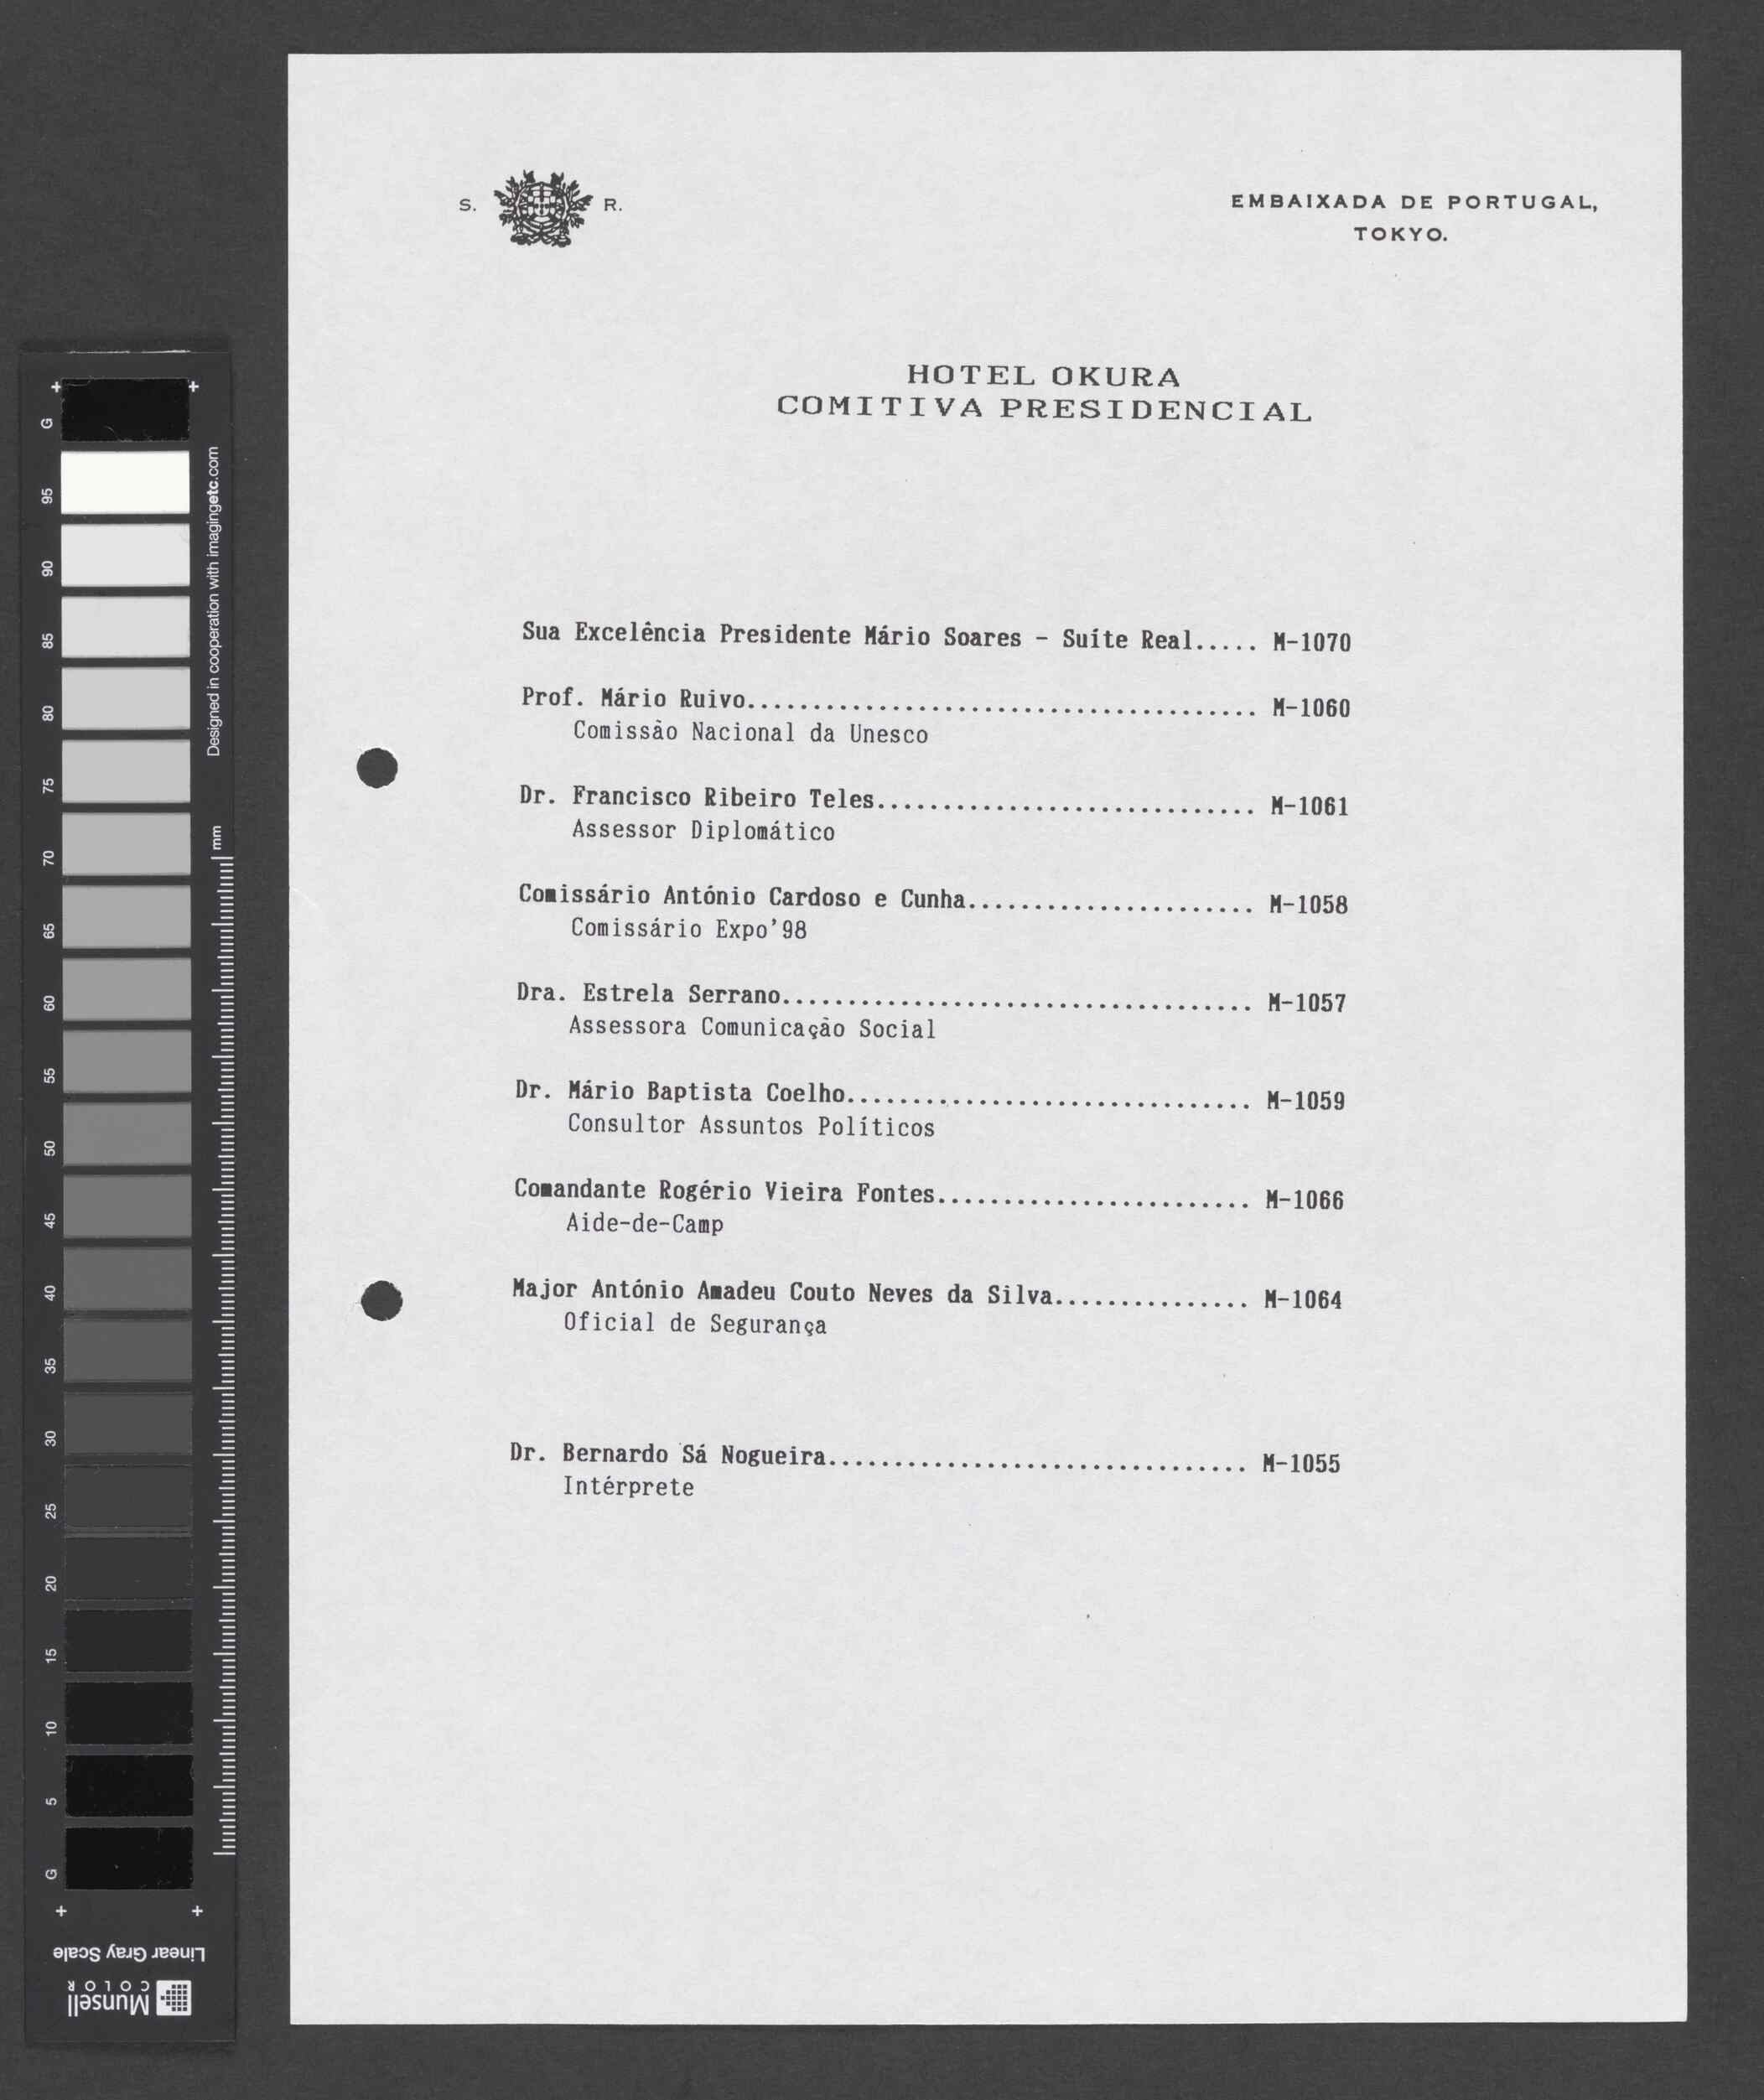 S. R.
EMBAIXADA DE PORTUGAL,
TOKYO.
HOTEL OKURA
COMITIVA PRESIDENCIAL
Sua Excelência Presidente Mário Soares - Suíte Real..... M-1070
Prof. Mário Ruivo....................................... M-1060
Comissão Nacional da Unesco
Dr. Francisco Ribeiro Teles............................. M-1061
Assessor Diplomático
Comissário António Cardoso e Cunha...................... M-1058
Comissário Expo'98
Dra. Estrela Serrano.................................... M-1057
Assessora Comunicação Social
Dr. Mário Baptista Coelho............................... M-1059
Consultor Assuntos Políticos
Comandante Rogério Vieira Fontes........................ M-1066
Aide-de-Camp
Major António Amadeu Couto Neves da Silva............... M-1064
Oficial de Segurança
Dr. Bernardo Sá Nogueira................................ M-1055
Intérprete
G
95
90
85
80
75
70
65
60
55
50
45
40
35
30
25
20
15
10
5
G
Designed in cooperation with imagingetc.com
mm
Linear Gray Scale
Munsell
COLOR